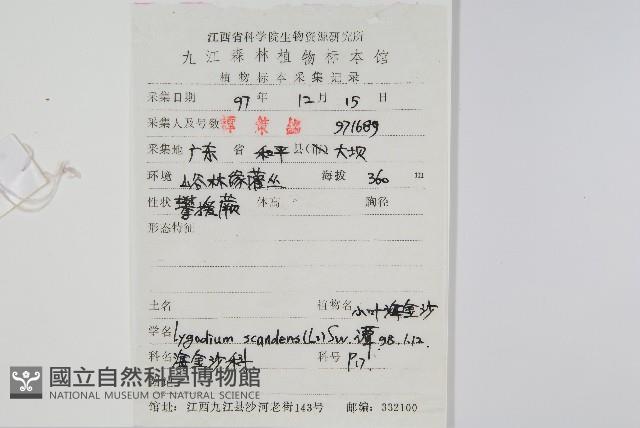 江西省科学院生物资源研究所
九江森林植物标本馆
植物标本采集记录
采集日期 97 年 12 月 15 日
采集人及号数 譚策銘 971689
采集地 广东 省 和平 县(市) 大坝
环境 山谷林缘灌丛 海拔 360 m
性状 攀援蕨 体高 胸径
形态特征
土名 植物名 小叶海金沙
学名 Lygodium scandens (L.) Sw. 谭 98.1.12.
科名 海金沙科 科号 P.17
國立自然科學博物館
NATIONAL MUSEUM OF NATURAL SCIENCE
馆址: 江西九江县沙河老街143号 邮编: 332100